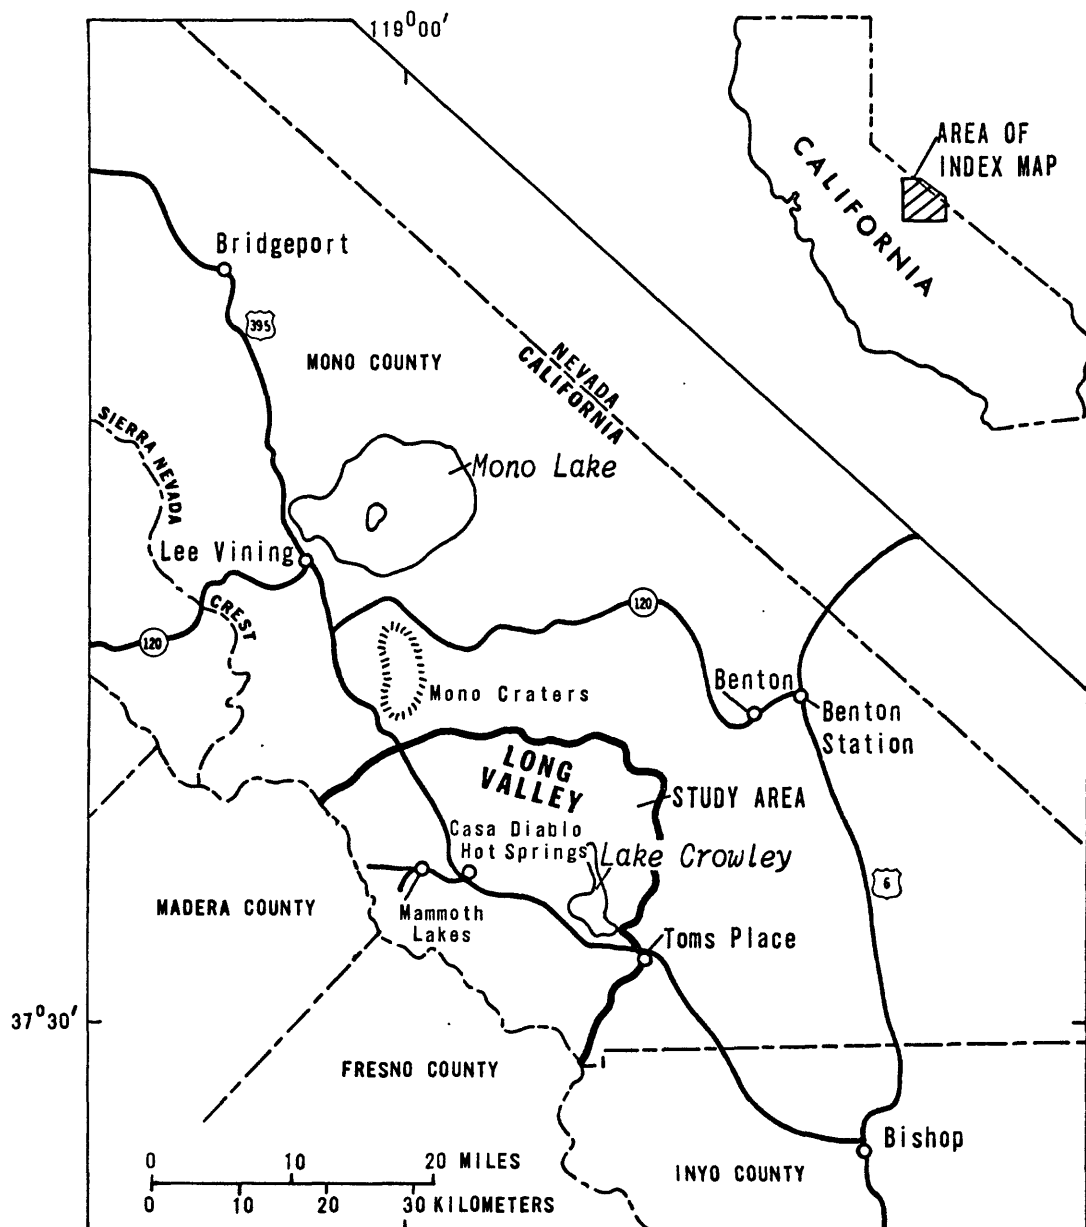 119°00'
AREA OF
INDEX MAP
CALIFORNIA
Bridgeport
395
MONO COUNTY
NEVADA
CALIFORNIA
SIERRA NEVADA
Mono Lake
Lee Vining
CREST
120
120
Mono Craters
Benton
Benton
Station
LONG
VALLEY
STUDY AREA
Casa Diablo
Hot Springs
Lake Crowley
6
MADERA COUNTY
Mammoth
Lakes
Toms Place
37°30'
FRESNO COUNTY
Bishop
INYO COUNTY
0 10 20 MILES
0 10 20 30 KILOMETERS